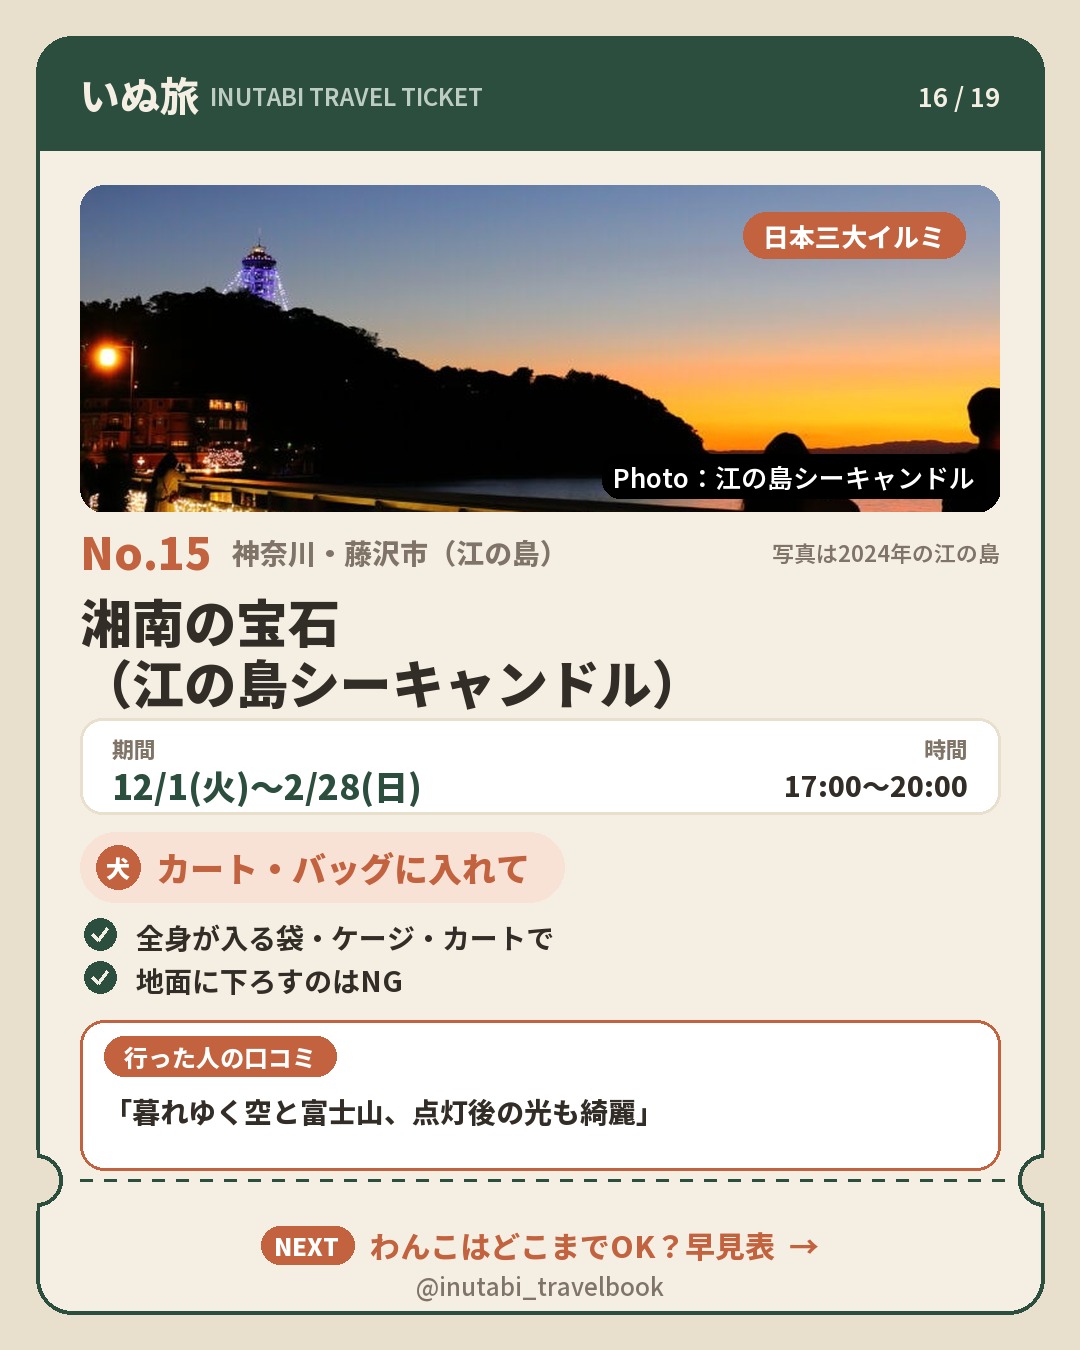 いぬ旅 INUTABI TRAVEL TICKET 16 / 19
日本三大イルミ
Photo：江の島シーキャンドル
No.15 神奈川・藤沢市（江の島） 写真は2024年の江の島
湘南の宝石
（江の島シーキャンドル）
期間 時間
12/1(火)〜2/28(日) 17:00〜20:00
犬 カート・バッグに入れて
全身が入る袋・ケージ・カートで
地面に下ろすのはNG
行った人の口コミ
「暮れゆく空と富士山、点灯後の光も綺麗」
NEXT わんこはどこまでOK？早見表 →
@inutabi_travelbook